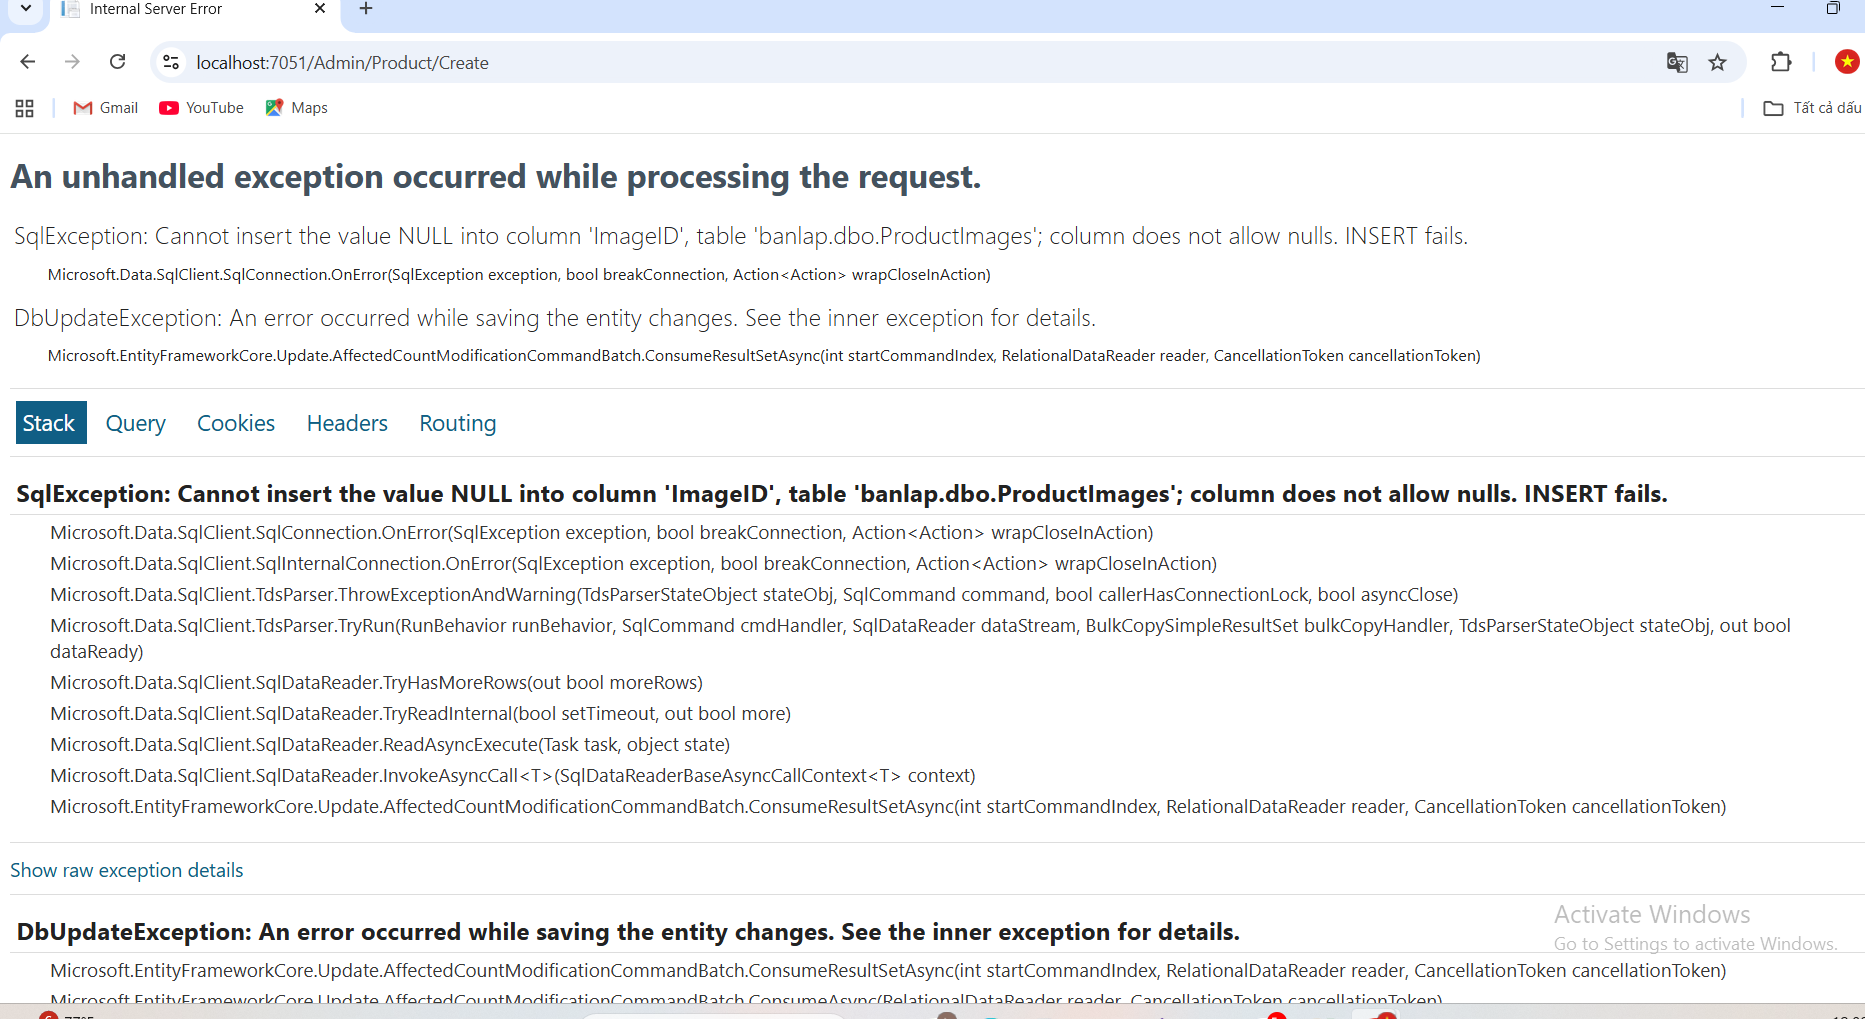 Internal Server Error
localhost:7051/Admin/Product/Create
Gmail
YouTube
Maps
Tất cả dấu
An unhandled exception occurred while processing the request.
SqlException: Cannot insert the value NULL into column 'ImageID', table 'banlap.dbo.ProductImages'; column does not allow nulls. INSERT fails.
Microsoft.Data.SqlClient.SqlConnection.OnError(SqlException exception, bool breakConnection, Action<Action> wrapCloseInAction)
DbUpdateException: An error occurred while saving the entity changes. See the inner exception for details.
Microsoft.EntityFrameworkCore.Update.AffectedCountModificationCommandBatch.ConsumeResultSetAsync(int startCommandIndex, RelationalDataReader reader, CancellationToken cancellationToken)
Stack Query Cookies Headers Routing
SqlException: Cannot insert the value NULL into column 'ImageID', table 'banlap.dbo.ProductImages'; column does not allow nulls. INSERT fails.
Microsoft.Data.SqlClient.SqlConnection.OnError(SqlException exception, bool breakConnection, Action<Action> wrapCloseInAction)
Microsoft.Data.SqlClient.SqlInternalConnection.OnError(SqlException exception, bool breakConnection, Action<Action> wrapCloseInAction)
Microsoft.Data.SqlClient.TdsParser.ThrowExceptionAndWarning(TdsParserStateObject stateObj, SqlCommand command, bool callerHasConnectionLock, bool asyncClose)
Microsoft.Data.SqlClient.TdsParser.TryRun(RunBehavior runBehavior, SqlCommand cmdHandler, SqlDataReader dataStream, BulkCopySimpleResultSet bulkCopyHandler, TdsParserStateObject stateObj, out bool
dataReady)
Microsoft.Data.SqlClient.SqlDataReader.TryHasMoreRows(out bool moreRows)
Microsoft.Data.SqlClient.SqlDataReader.TryReadInternal(bool setTimeout, out bool more)
Microsoft.Data.SqlClient.SqlDataReader.ReadAsyncExecute(Task task, object state)
Microsoft.Data.SqlClient.SqlDataReader.InvokeAsyncCall<T>(SqlDataReaderBaseAsyncCallContext<T> context)
Microsoft.EntityFrameworkCore.Update.AffectedCountModificationCommandBatch.ConsumeResultSetAsync(int startCommandIndex, RelationalDataReader reader, CancellationToken cancellationToken)
Show raw exception details
Activate Windows
Go to Settings to activate Windows.
DbUpdateException: An error occurred while saving the entity changes. See the inner exception for details.
Microsoft.EntityFrameworkCore.Update.AffectedCountModificationCommandBatch.ConsumeResultSetAsync(int startCommandIndex, RelationalDataReader reader, CancellationToken cancellationToken)
Microsoft.EntityFrameworkCore.Update.AffectedCountModificationCommandBatch.ConsumeAsync(RelationalDataReader reader, CancellationToken cancellationToken)